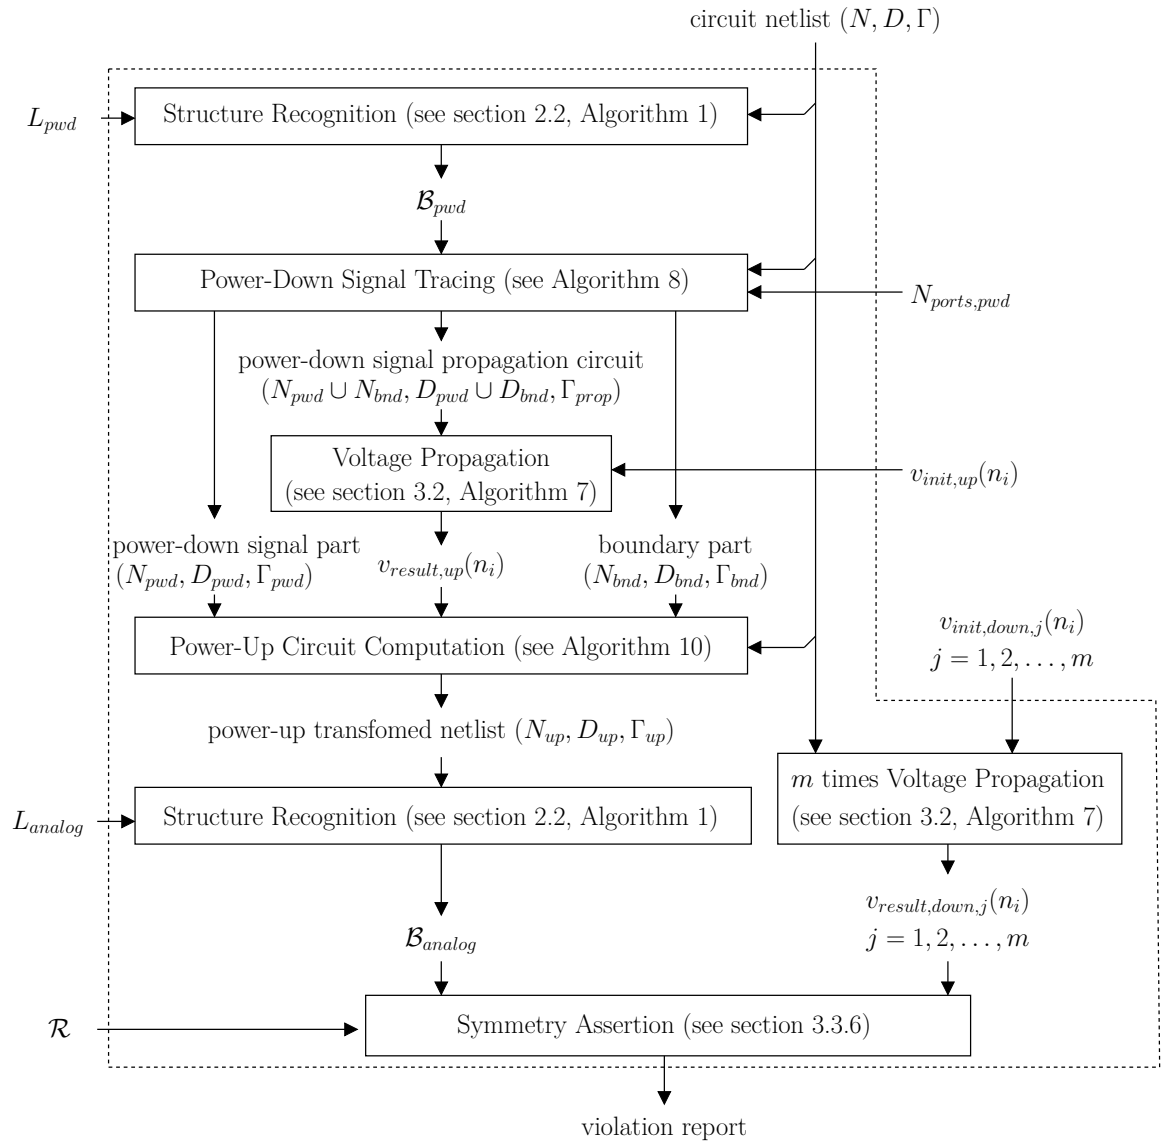 circuit netlist (N, D, Γ)
L_pwd
Structure Recognition (see section 2.2, Algorithm 1)
ℬ_pwd
Power-Down Signal Tracing (see Algorithm 8)
N_ports,pwd
power-down signal propagation circuit
(N_pwd ∪ N_bnd, D_pwd ∪ D_bnd, Γ_prop)
Voltage Propagation
(see section 3.2, Algorithm 7)
v_init,up(n_i)
power-down signal part
(N_pwd, D_pwd, Γ_pwd)
v_result,up(n_i)
boundary part
(N_bnd, D_bnd, Γ_bnd)
Power-Up Circuit Computation (see Algorithm 10)
v_init,down,j(n_i)
j = 1, 2, . . . , m
power-up transfomed netlist (N_up, D_up, Γ_up)
m times Voltage Propagation
(see section 3.2, Algorithm 7)
L_analog
Structure Recognition (see section 2.2, Algorithm 1)
v_result,down,j(n_i)
j = 1, 2, . . . , m
ℬ_analog
ℛ
Symmetry Assertion (see section 3.3.6)
violation report